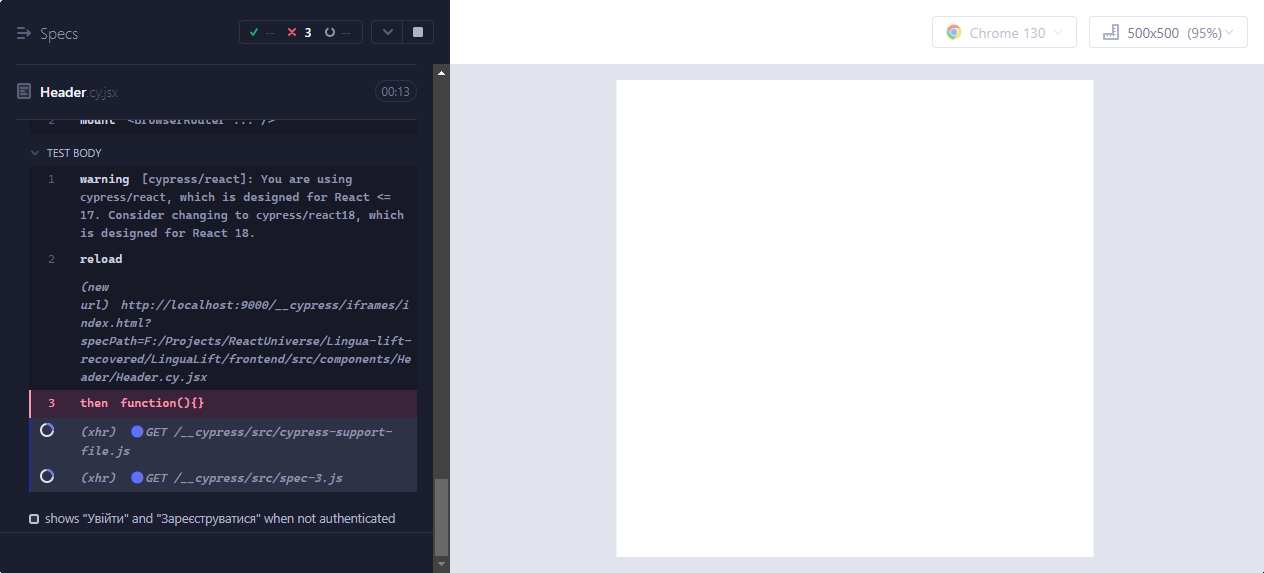 Specs
-- 3 --
Chrome 130
500x500 (95%)
Header.cy.jsx
00:13
2 mount <BrowserRouter ... />
TEST BODY
1 warning [cypress/react]: You are using
cypress/react, which is designed for React <=
17. Consider changing to cypress/react18, which
is designed for React 18.
2 reload
(new
url) http://localhost:9000/__cypress/iframes/i
ndex.html?
specPath=F:/Projects/ReactUniverse/Lingua-lift-
recovered/LinguaLift/frontend/src/components/He
ader/Header.cy.jsx
3 then function(){}
(xhr) GET /__cypress/src/cypress-support-
file.js
(xhr) GET /__cypress/src/spec-3.js
shows "Увійти" and "Зареєструватися" when not authenticated